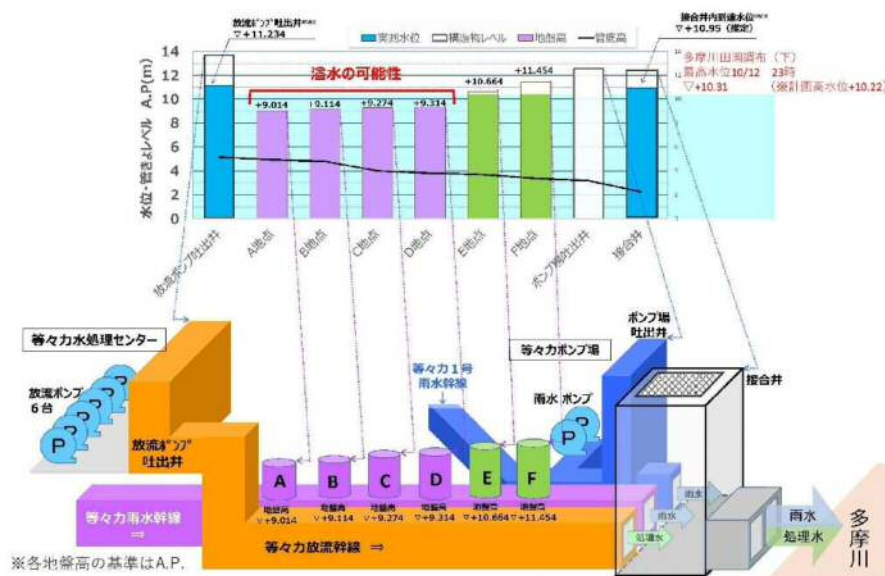 放流ポンプ吐出井max
▽+11.234
実測水位
構造物レベル
地盤高
管底高
接合井内到達水位max
▽+10.95（推定）
多摩川田園調布（下）
最高水位10/12 23時
▽+10.31 （※計画高水位+10.22）
水位・管きょレベル A.P(m)
14
12
10
8
6
4
2
0
溢水の可能性
+9.014
+9.114
+9.274
+9.314
+10.664
+11.454
放流ポンプ吐出井
A地点
B地点
C地点
D地点
E地点
F地点
ポンプ場吐出井
接合井
等々力水処理センター
放流ポンプ
6台
P
P
P
P
P
P
放流ポンプ
吐出井
等々力1号
雨水幹線
等々力ポンプ場
雨水 ポンプ
P
P
ポンプ場
吐出井
接合井
A
B
C
D
E
F
地盤高
▽+9.014
地盤高
▽+9.114
地盤高
▽+9.274
地盤高
▽+9.314
地盤高
▽+10.664
地盤高
▽+11.454
等々力雨水幹線
⇒
等々力放流幹線 ⇒
雨水
雨水
処理水
雨水
処理水
多摩川
※各地盤高の基準はA.P.